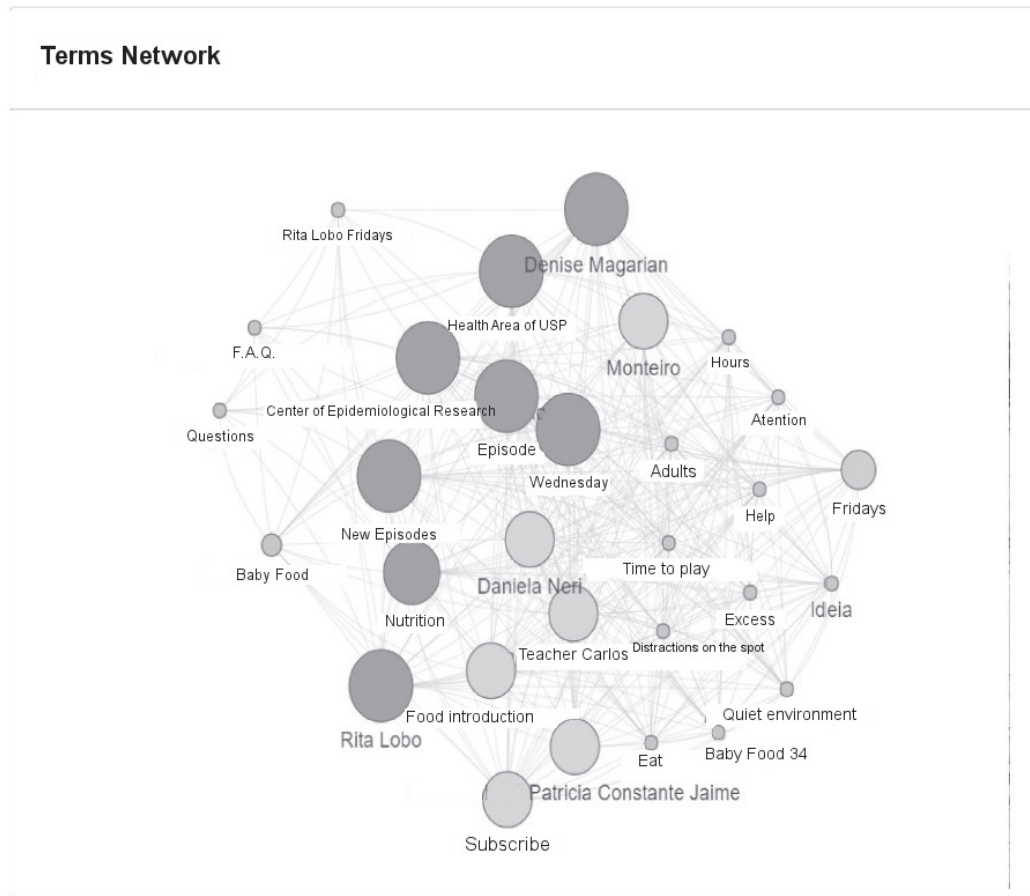 Terms Network
Rita Lobo Fridays
Denise Magarian
Health Area of USP
F.A.Q.
Monteiro
Hours
Center of Epidemiological Research
Atention
Questions
Episode
Adults
Wednesday
Fridays
Help
New Episodes
Baby Food
Time to play
Daniela Neri
Ideia
Nutrition
Excess
Teacher Carlos
Distractions on the spot
Food introduction
Quiet environment
Rita Lobo
Eat
Baby Food 34
Patricia Constante Jaime
Subscribe